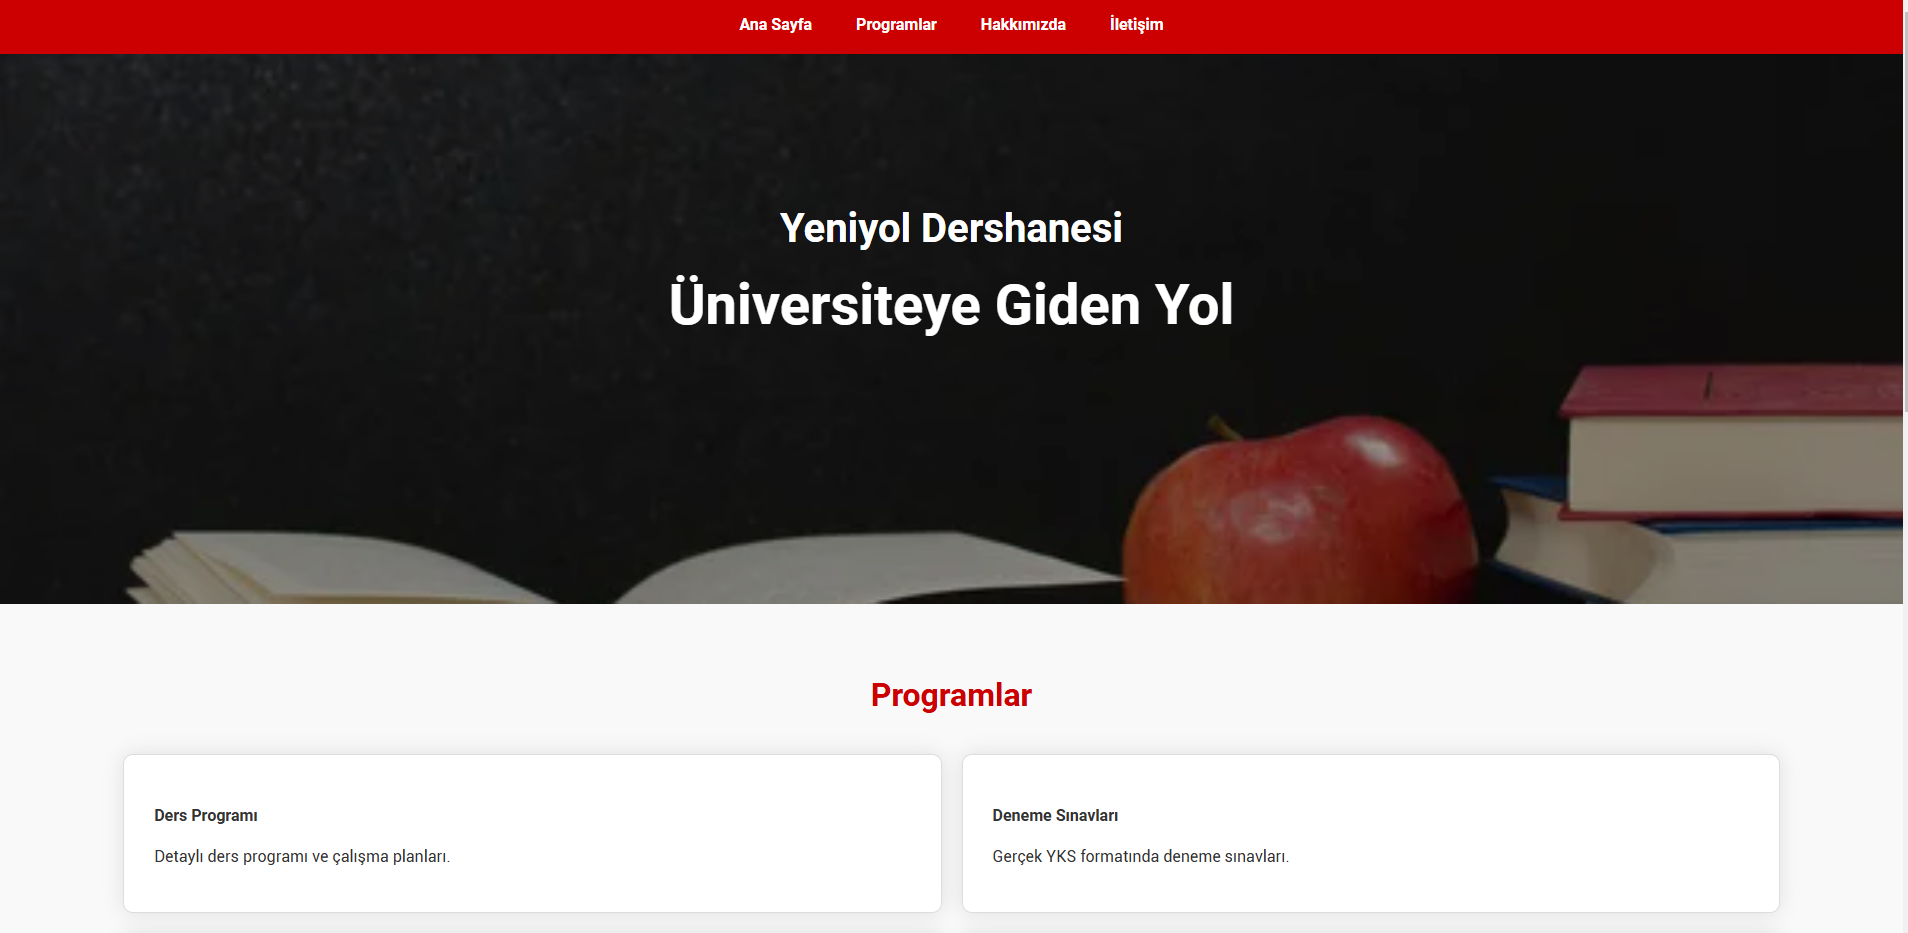 Ana Sayfa Programlar Hakkımızda İletişim
Yeniyol Dershanesi
Üniversiteye Giden Yol
Programlar
Ders Programı
Detaylı ders programı ve çalışma planları.
Deneme Sınavları
Gerçek YKS formatında deneme sınavları.